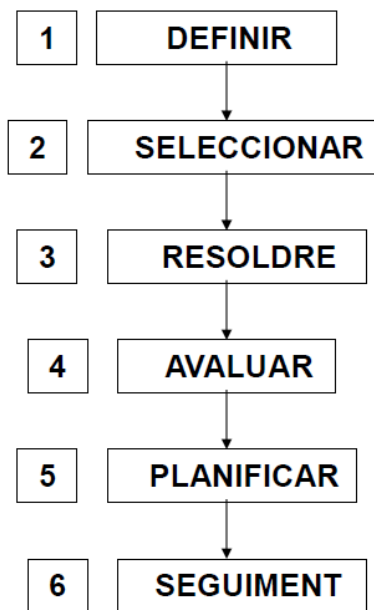 1 DEFINIR
2 SELECCIONAR
3 RESOLDRE
4 AVALUAR
5 PLANIFICAR
6 SEGUIMENT